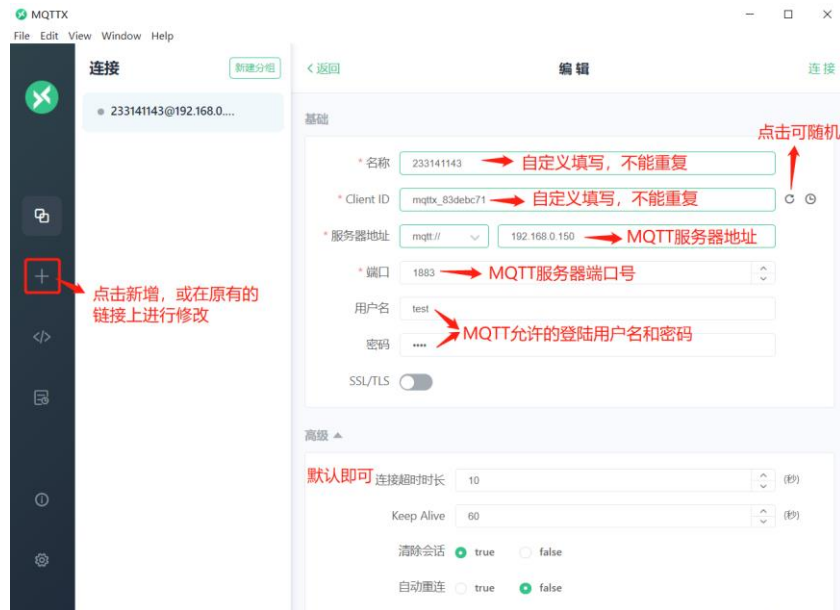 MQTTX
File Edit View Window Help
连接
新建分组
<返回
编辑
连接
233141143@192.168.0....
基础
点击可随机
*名称
233141143
自定义填写，不能重复
*Client ID
mqttx_83debc71
自定义填写，不能重复
*服务器地址
mqtt://
192.168.0.150
MQTT服务器地址
*端口
1883
MQTT服务器端口号
点击新增，或在原有的
链接上进行修改
用户名
test
MQTT允许的登陆用户名和密码
密码
••••
SSL/TLS
高级
默认即可
连接超时时长
10
(秒)
Keep Alive
60
(秒)
清除会话
true
false
自动重连
true
false